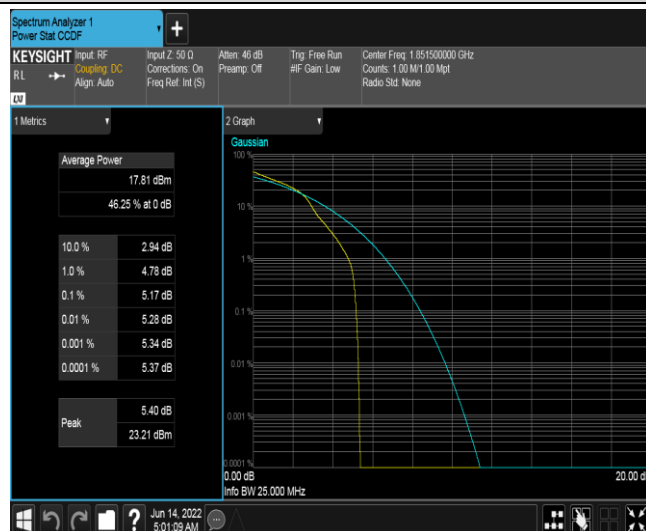 Spectrum Analyzer 1
Power Stat CCDF
KEYSIGHT
RL
Input: RF
Coupling: DC
Align: Auto
Input Z: 50 Ω
Corrections: On
Freq Ref: Int (S)
Atten: 46 dB
Preamp: Off
Trig: Free Run
#IF Gain: Low
Center Freq: 1.851500000 GHz
Counts: 1.00 M/1.00 Mpt
Radio Std: None
LXI
1 Metrics
Average Power
17.81 dBm
46.25 % at 0 dB
10.0 % 2.94 dB
1.0 % 4.78 dB
0.1 % 5.17 dB
0.01 % 5.28 dB
0.001 % 5.34 dB
0.0001 % 5.37 dB
Peak
5.40 dB
23.21 dBm
2 Graph
Gaussian
100 %
10 %
1 %
0.1 %
0.01 %
0.001 %
0.0001 %
0.00 dB
20.00 d
Info BW 25.000 MHz
?
Jun 14, 2022
5:01:09 AM